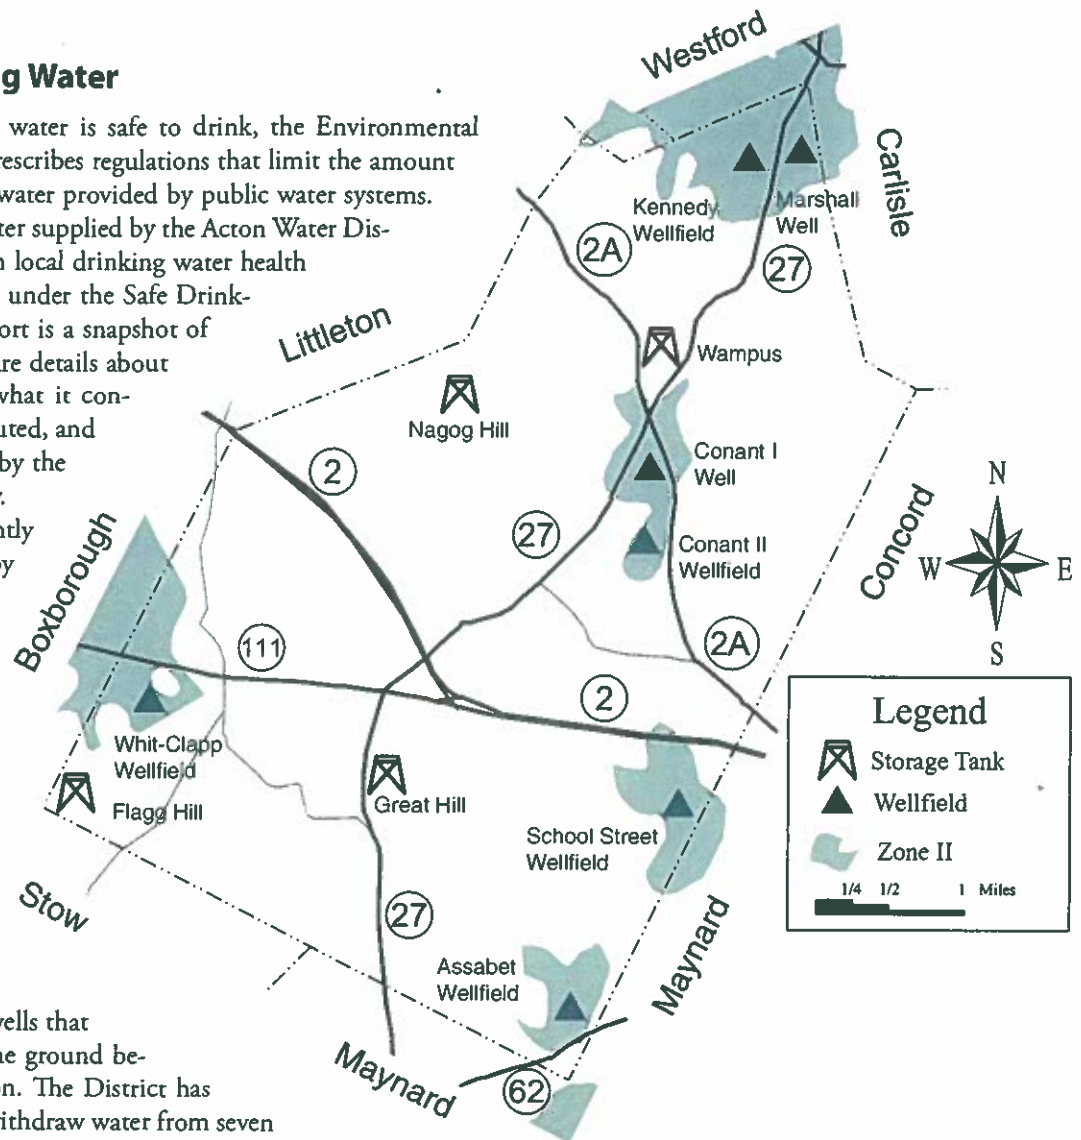 g Water
water is safe to drink, the Environmental
rescribes regulations that limit the amount
water provided by public water systems.
ter supplied by the Acton Water Dis-
n local drinking water health
under the Safe Drink-
ort is a snapshot of
re details about
what it con-
uted, and
by the
ntly
by
wells that
ne ground be-
on. The District has
withdraw water from seven
Westford
Carlisle
Kennedy
Wellfield
Marshall
Well
2A
27
Littleton
Wampus
Nagog Hill
2
Conant I
Well
27
Conant II
Wellfield
Concord
N
W
E
S
Boxborough
111
2A
2
Whit-Clapp
Wellfield
Flagg Hill
Great Hill
School Street
Wellfield
Stow
27
Assabet
Wellfield
Maynard
Maynard
62
Legend
Storage Tank
Wellfield
Zone II
1/4 1/2 1 Miles